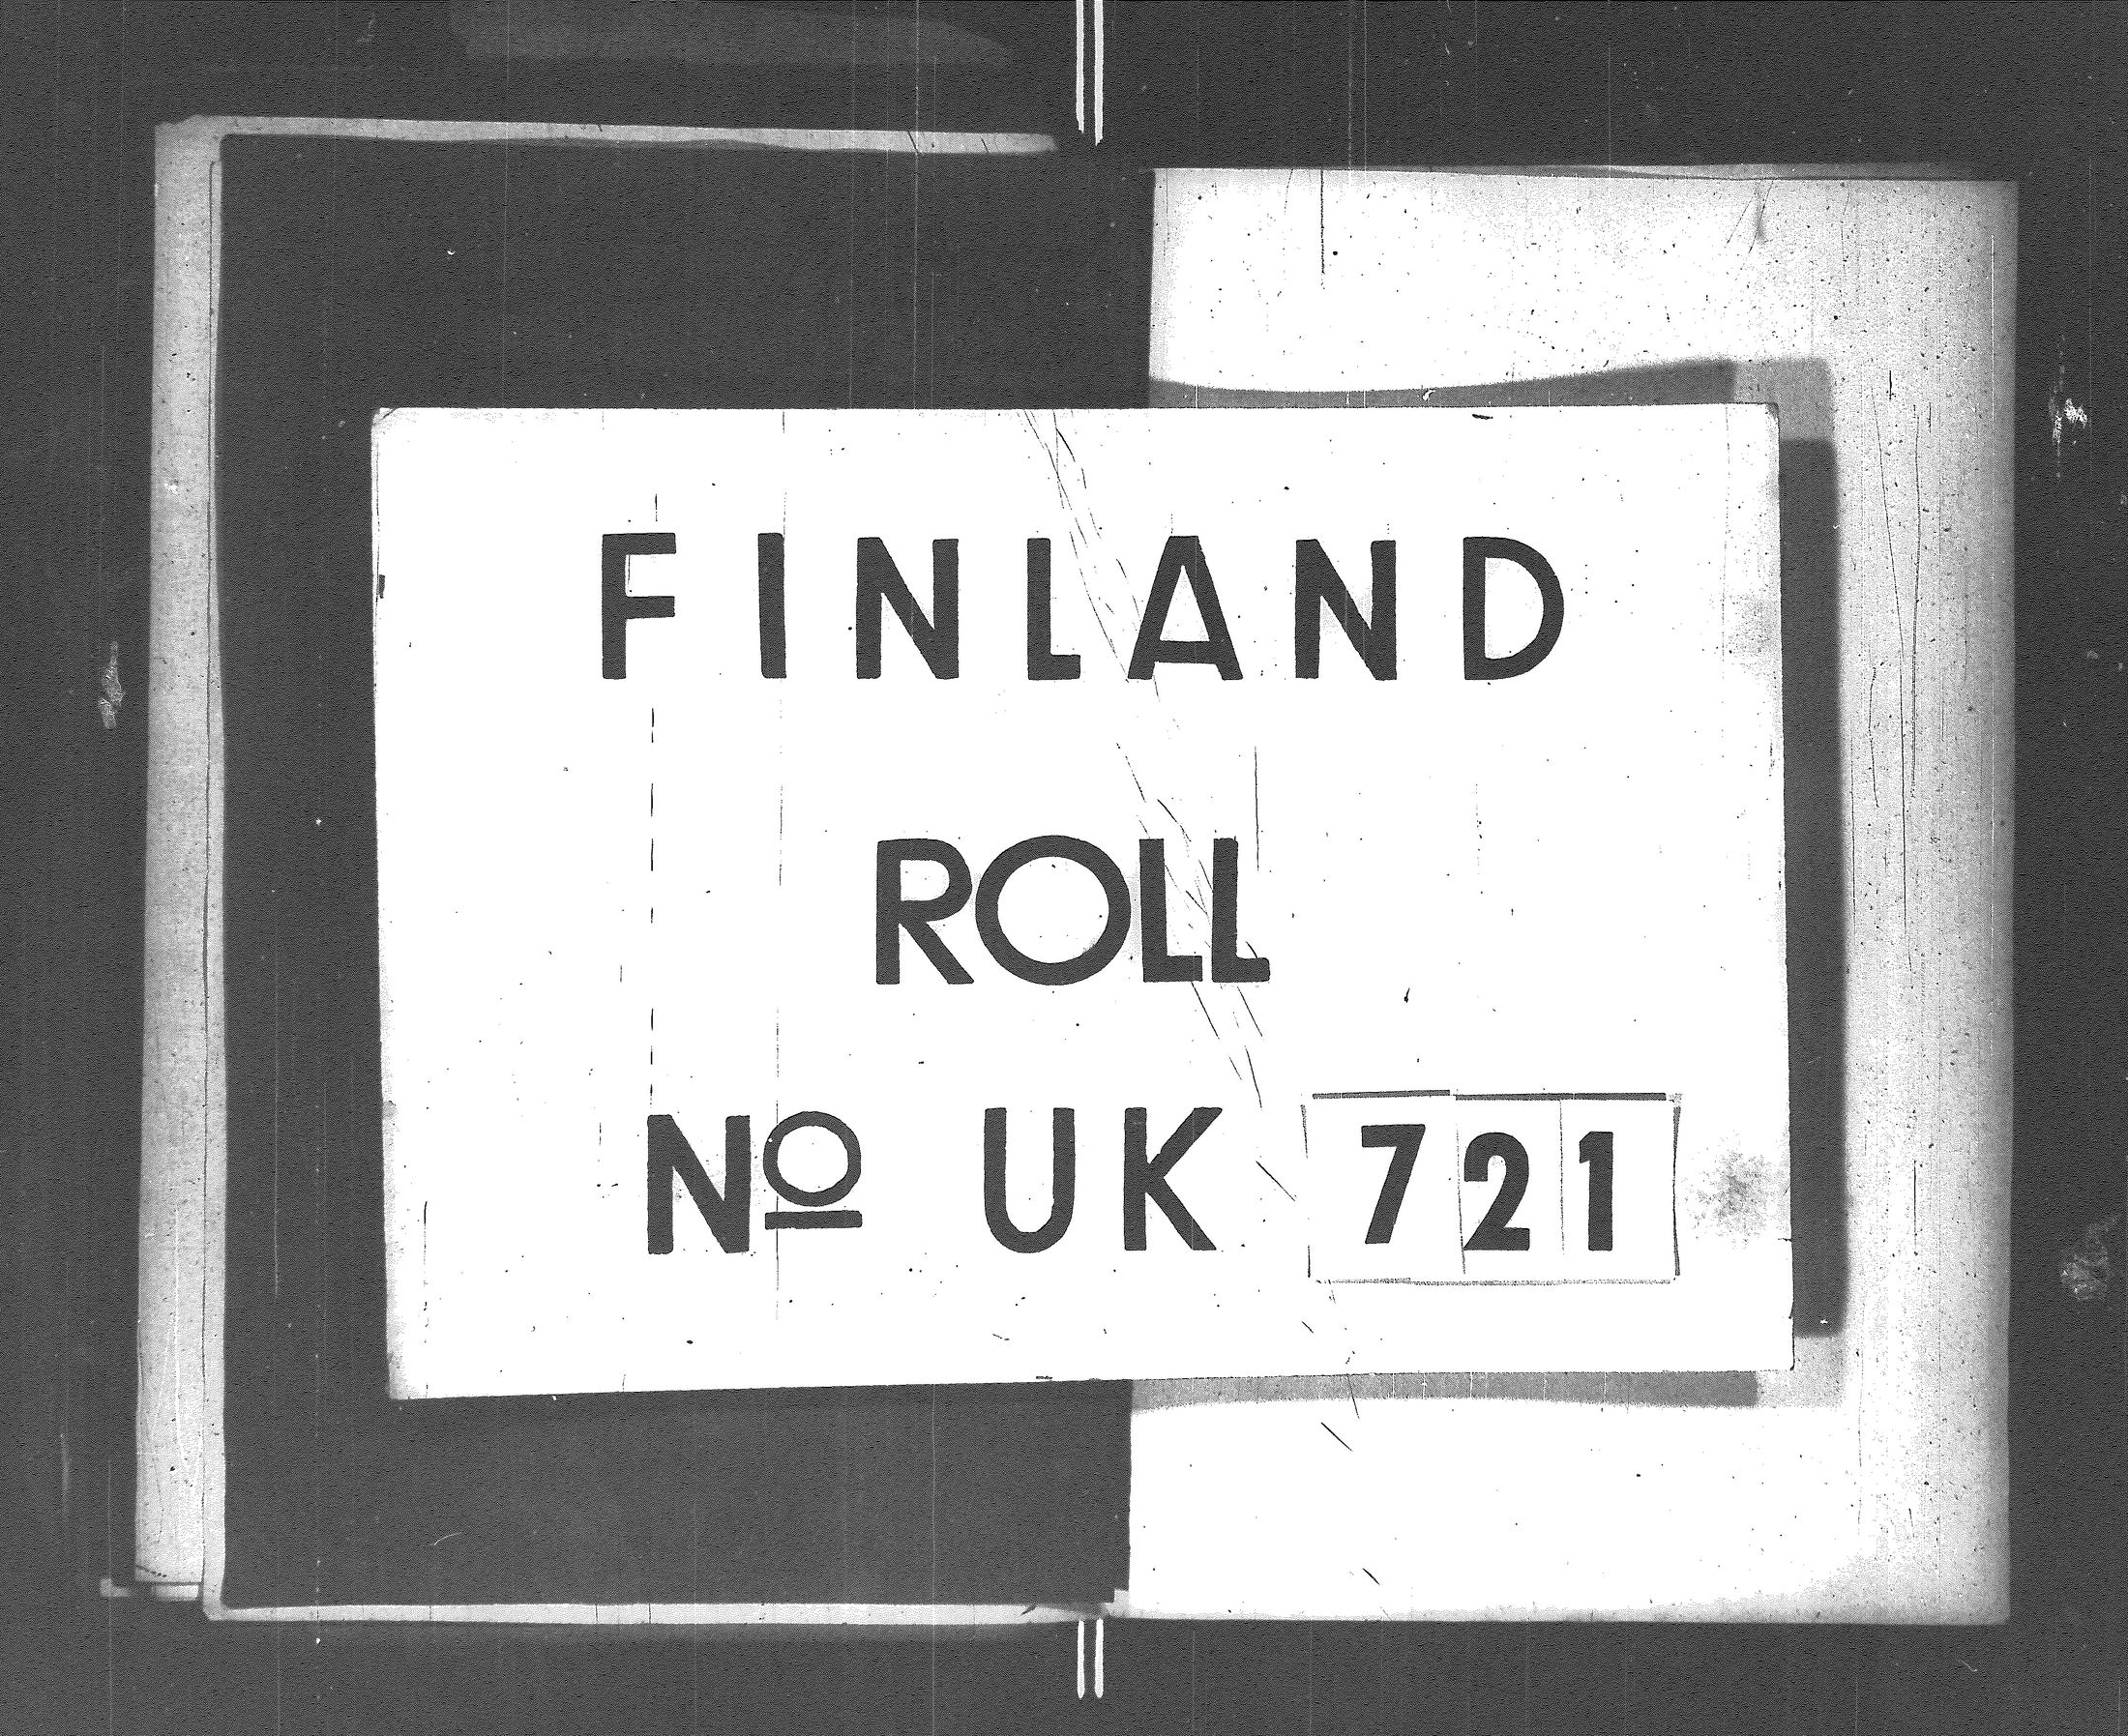 FINLAND
ROLL
Nº UK 721